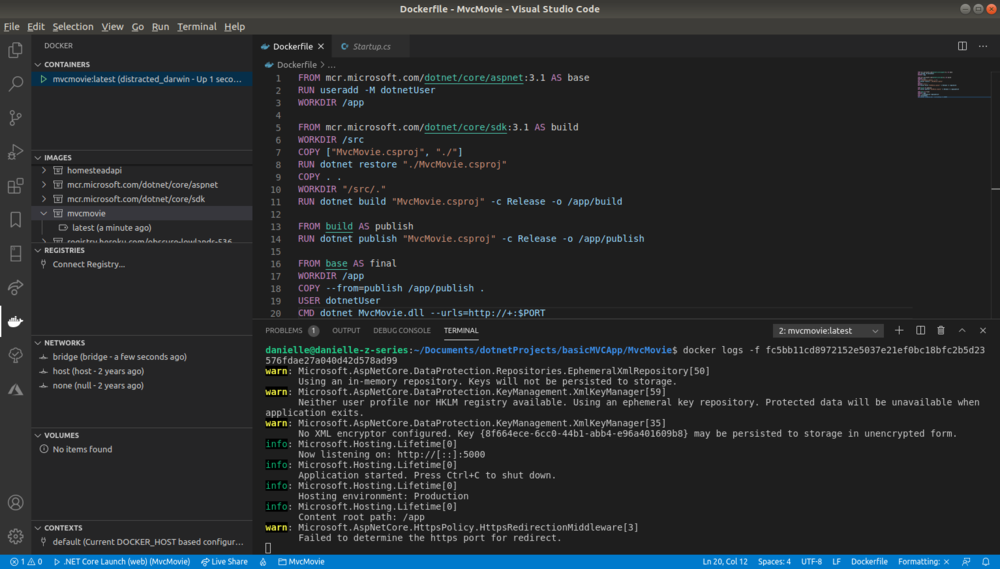 Dockerfile - MvcMovie - Visual Studio Code
File Edit Selection View Go Run Terminal Help
DOCKER
CONTAINERS
mvcmovie:latest (distracted_darwin - Up 1 seco...
IMAGES
homesteadapi
mcr.microsoft.com/dotnet/core/aspnet
mcr.microsoft.com/dotnet/core/sdk
mvcmovie
latest (a minute ago)
registry.heroku.com/obscure-lowlands-536...
REGISTRIES
Connect Registry...
NETWORKS
bridge (bridge - a few seconds ago)
host (host - 2 years ago)
none (null - 2 years ago)
VOLUMES
No items found
CONTEXTS
default (Current DOCKER_HOST based configur...
Dockerfile Startup.cs
Dockerfile > ...
1 FROM mcr.microsoft.com/dotnet/core/aspnet:3.1 AS base
2 RUN useradd -M dotnetUser
3 WORKDIR /app
4
5 FROM mcr.microsoft.com/dotnet/core/sdk:3.1 AS build
6 WORKDIR /src
7 COPY ["MvcMovie.csproj", "./"]
8 RUN dotnet restore "./MvcMovie.csproj"
9 COPY . .
10 WORKDIR "/src/."
11 RUN dotnet build "MvcMovie.csproj" -c Release -o /app/build
12
13 FROM build AS publish
14 RUN dotnet publish "MvcMovie.csproj" -c Release -o /app/publish
15
16 FROM base AS final
17 WORKDIR /app
18 COPY --from=publish /app/publish .
19 USER dotnetUser
20 CMD dotnet MvcMovie.dll --urls=http://+:$PORT
PROBLEMS 1 OUTPUT DEBUG CONSOLE TERMINAL 2: mvcmovie:latest
danielle@danielle-z-series:~/Documents/dotnetProjects/basicMVCApp/MvcMovie$ docker logs -f fc5bb11cd8972152e5037e21ef0bc18bfc2b5d23
576fdae27a040d42d578ad99
warn: Microsoft.AspNetCore.DataProtection.Repositories.EphemeralXmlRepository[50]
Using an in-memory repository. Keys will not be persisted to storage.
warn: Microsoft.AspNetCore.DataProtection.KeyManagement.XmlKeyManager[59]
Neither user profile nor HKLM registry available. Using an ephemeral key repository. Protected data will be unavailable when
application exits.
warn: Microsoft.AspNetCore.DataProtection.KeyManagement.XmlKeyManager[35]
No XML encryptor configured. Key {8f664ece-6cc0-44b1-abb4-e96a401609b8} may be persisted to storage in unencrypted form.
info: Microsoft.Hosting.Lifetime[0]
Now listening on: http://[::]:5000
info: Microsoft.Hosting.Lifetime[0]
Application started. Press Ctrl+C to shut down.
info: Microsoft.Hosting.Lifetime[0]
Hosting environment: Production
info: Microsoft.Hosting.Lifetime[0]
Content root path: /app
warn: Microsoft.AspNetCore.HttpsPolicy.HttpsRedirectionMiddleware[3]
Failed to determine the https port for redirect.
1 0 .NET Core Launch (web) (MvcMovie) Live Share MvcMovie Ln 20, Col 12 Spaces: 4 UTF-8 LF Dockerfile Formatting: ×